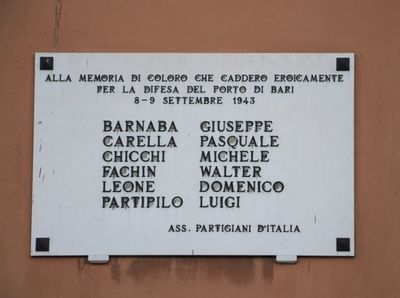 ALLA MEMORIA DI COLORO CHE CADDERO EROICAMENTE
PER LA DIFESA DEL PORTO DI BARI
8-9 SETTEMBRE 1943
BARNABA GIUSEPPE
CARELLA PASQUALE
CHICCHI MICHELE
FACHIN WALTER
LEONE DOMENICO
PARTIPILO LUIGI
ASS. PARTIGIANI D'ITALIA